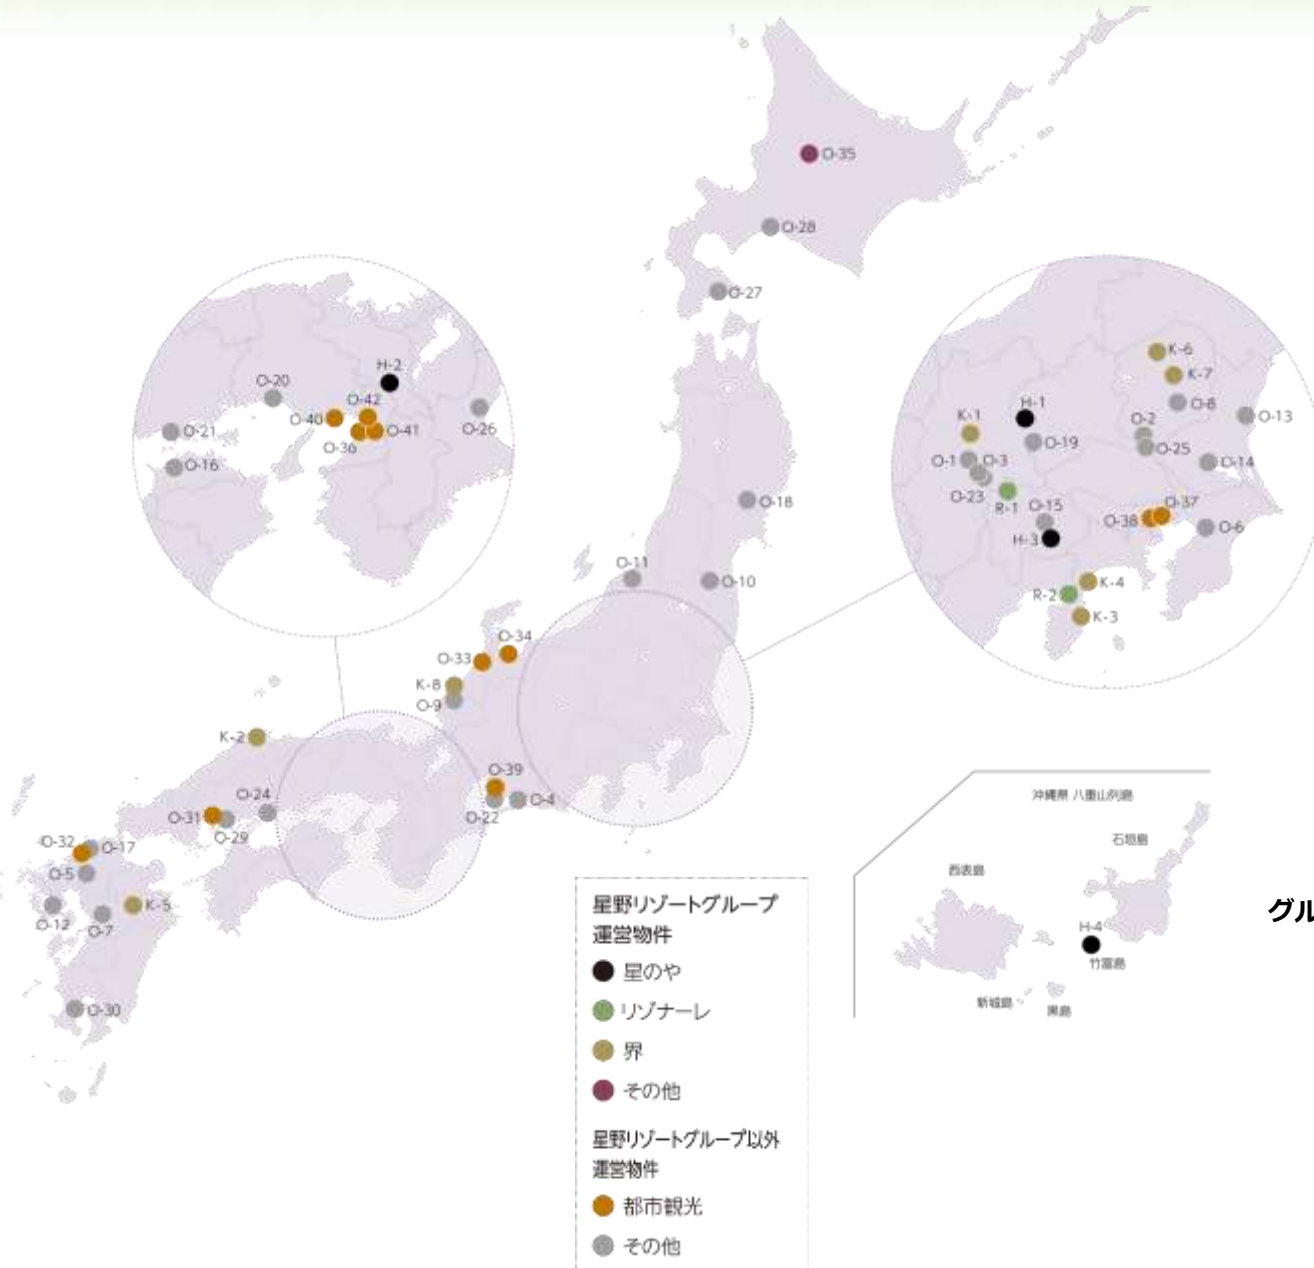 O-35
O-28
O-27
H-2
O-20
O-42
O-40
O-41
O-36
O-26
O-21
O-16
K-6
K-7
O-8
H-1
O-13
K-1
O-2
O-19
O-25
O-1
O-3
O-14
O-23
R-1
O-15
O-37
O-38
O-6
H-3
K-4
R-2
K-3
O-18
O-11
O-10
O-34
O-33
K-8
O-9
K-2
O-39
O-24
O-4
O-31
O-22
O-29
O-32
O-17
O-5
K-5
O-12
O-7
O-30
沖縄県 八重山列島
石垣島
西表島
H-4
竹富島
新城島
黒島
グル
星野リゾートグループ
運営物件
星のや
リゾナーレ
界
その他
星野リゾートグループ以外
運営物件
都市観光
その他